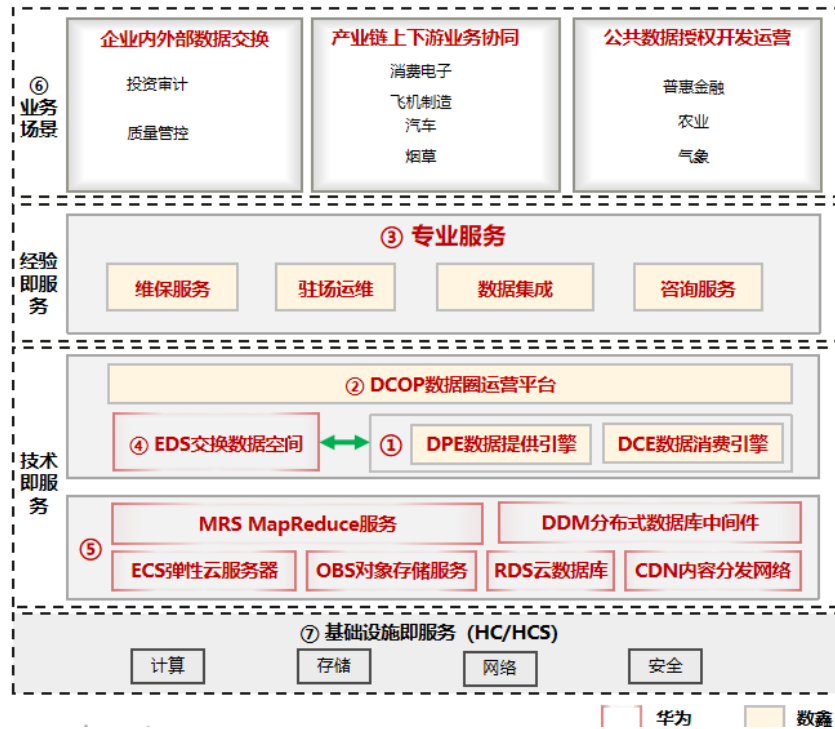 企业内外部数据交换
投资审计
质量管控
产业链上下游业务协同
消费电子
飞机制造
汽车
烟草
公共数据授权开发运营
普惠金融
农业
气象
⑥
业务
场景
③ 专业服务
经验
即服
务
维保服务
驻场运维
数据集成
咨询服务
② DCOP数据圈运营平台
④ EDS交换数据空间
①
DPE数据提供引擎
DCE数据消费引擎
技术
即服
务
⑤
MRS MapReduce服务
DDM分布式数据库中间件
ECS弹性云服务器
OBS对象存储服务
RDS云数据库
CDN内容分发网络
⑦ 基础设施即服务 (HC/HCS)
计算
存储
网络
安全
华为
数鑫